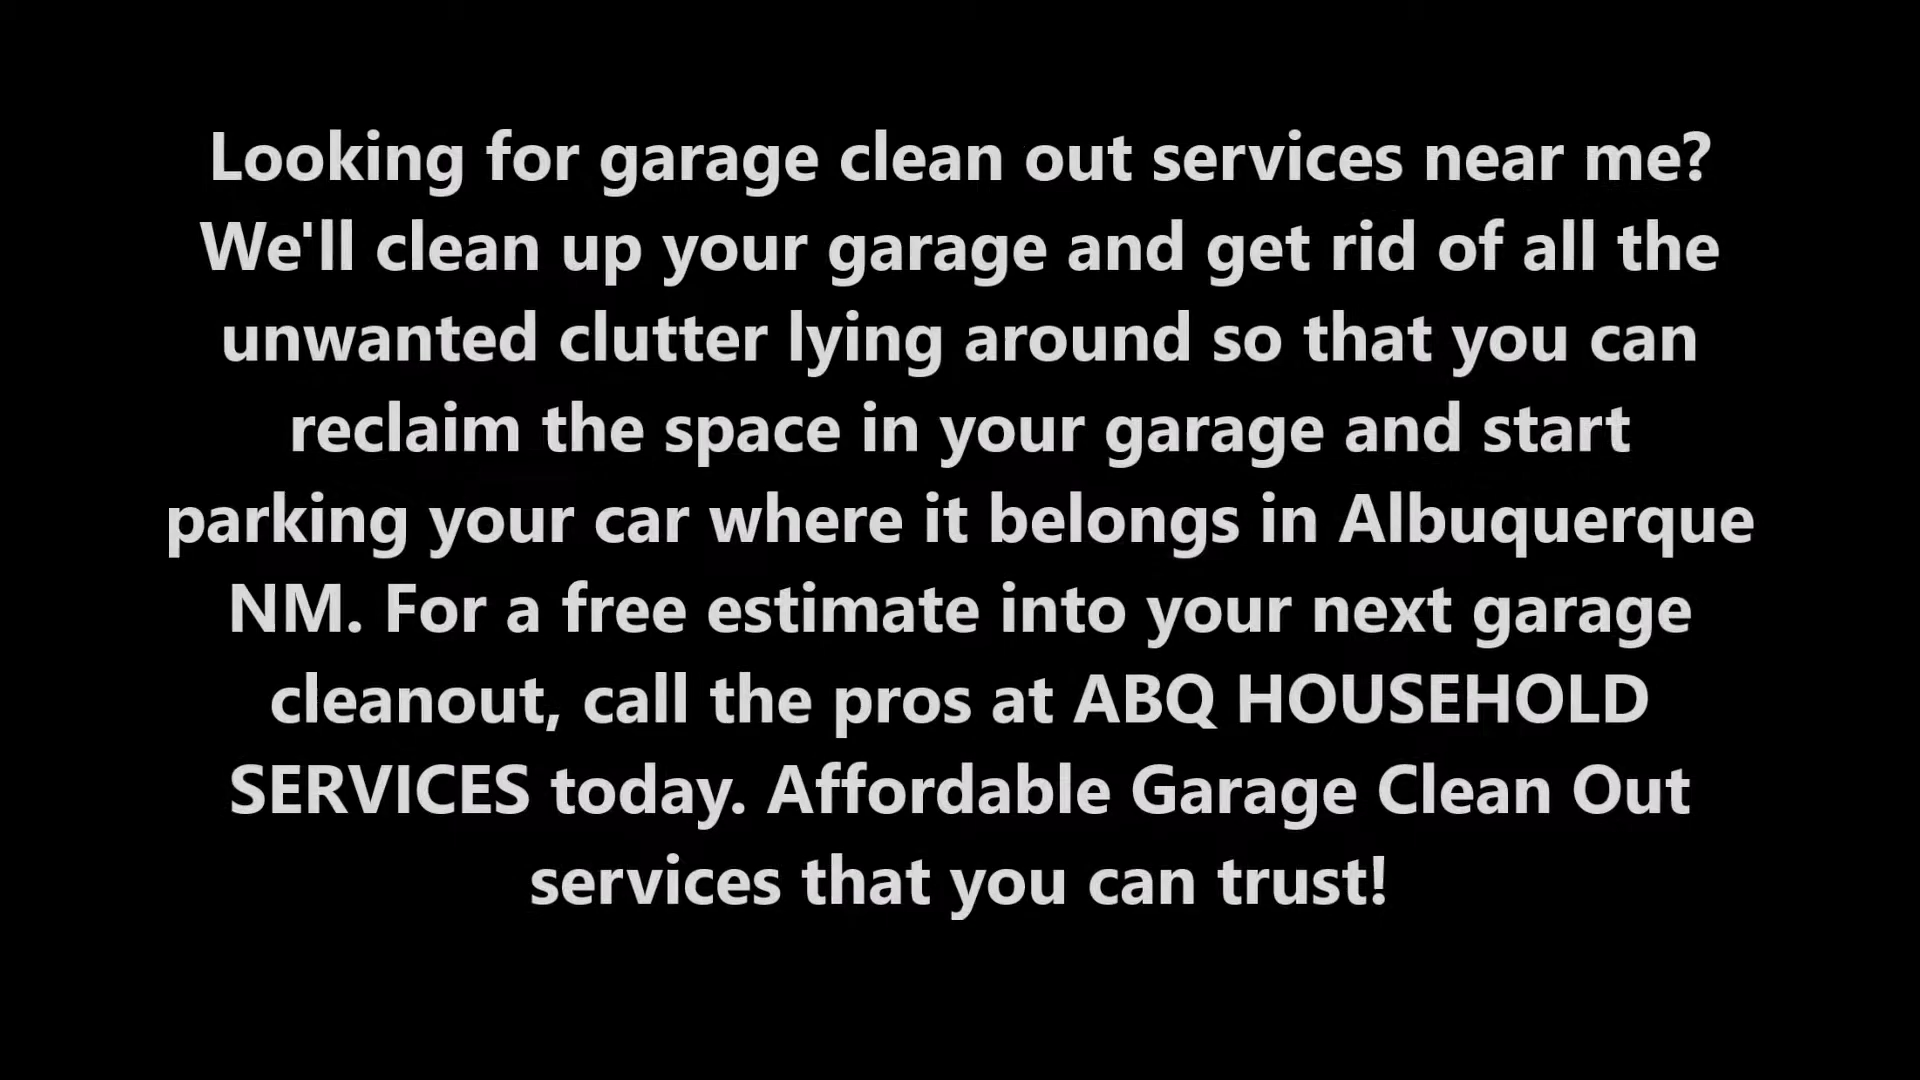 Looking for garage clean out services near me?
We'll clean up your garage and get rid of all the
unwanted clutter lying around so that you can
reclaim the space in your garage and start
parking your car where it belongs in Albuquerque
NM. For a free estimate into your next garage
cleanout, call the pros at ABQ HOUSEHOLD
SERVICES today. Affordable Garage Clean Out
services that you can trust!